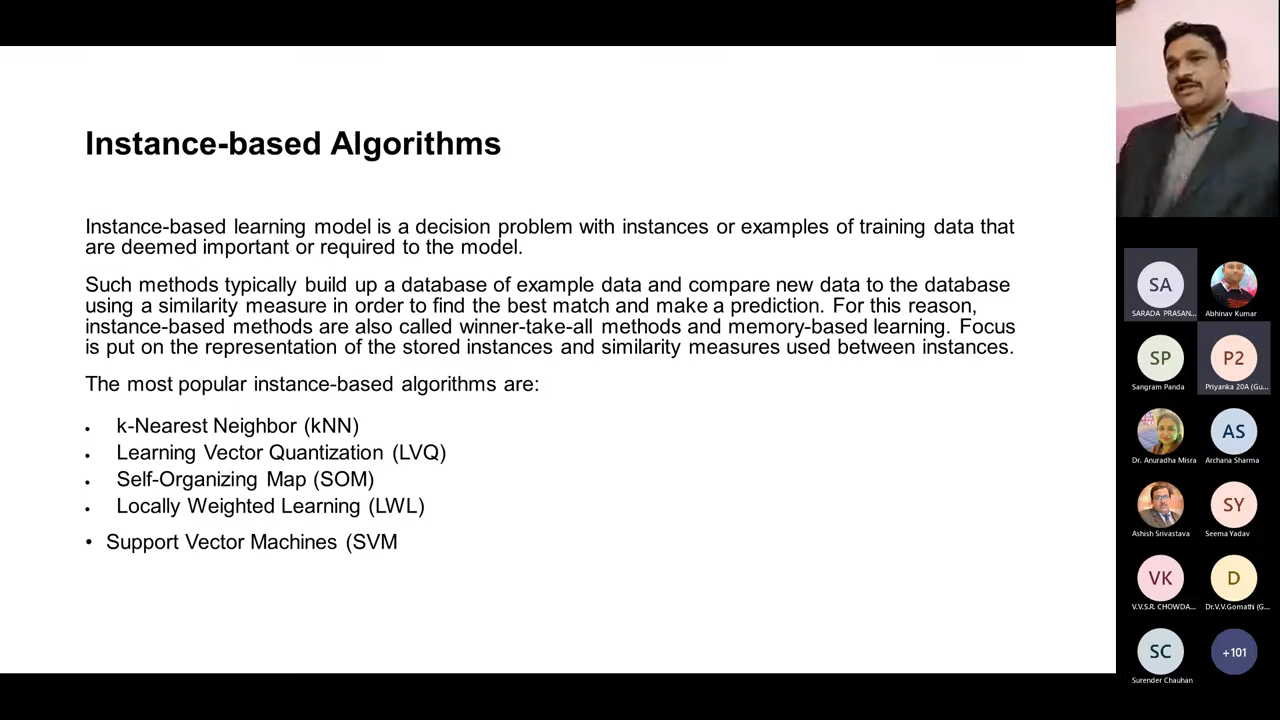 Instance-based Algorithms
Instance-based learning model is a decision problem with instances or examples of training data that
are deemed important or required to the model.
Such methods typically build up a database of example data and compare new data to the database
using a similarity measure in order to find the best match and make a prediction. For this reason,
instance-based methods are also called winner-take-all methods and memory-based learning. Focus
is put on the representation of the stored instances and similarity measures used between instances.
The most popular instance-based algorithms are:
• k-Nearest Neighbor (kNN)
• Learning Vector Quantization (LVQ)
• Self-Organizing Map (SOM)
• Locally Weighted Learning (LWL)
• Support Vector Machines (SVM
SA
SARADA PRASAN...
Abhinav Kumar
SP
Sangram Panda
P2
Priyanka 20A (Gu...
Dr. Anuradha Misra
AS
Archana Sharma
Ashish Srivastava
SY
Seema Yadav
VK
V.V.S.R. CHOWDA...
D
Dr.V.V.Gomathi (G...
SC
Surender Chauhan
+101